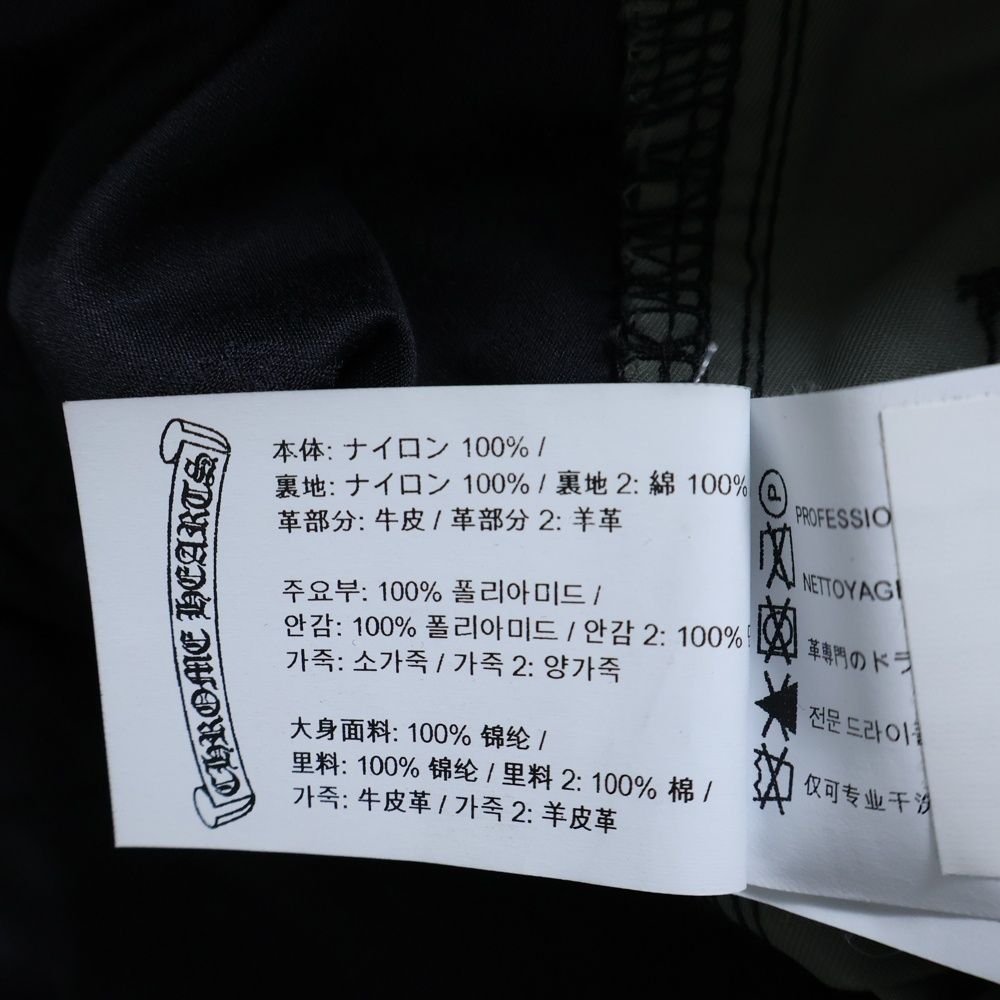 CHROME HEARTS
本体: ナイロン 100% /
裏地: ナイロン 100% / 裏地 2: 綿 100%
革部分: 牛皮 / 革部分 2: 羊革
주요부: 100% 폴리아미드 /
안감: 100% 폴리아미드 / 안감 2: 100%
가죽: 소가죽 / 가죽 2: 양가죽
大身面料: 100% 锦纶 /
里料: 100% 锦纶 / 里料 2: 100% 棉 /
가죽: 牛皮革 / 가죽 2: 羊皮革
P
PROFESSIO
NETTOYAG
革専門のドラ
전문 드라이
仅可专业干